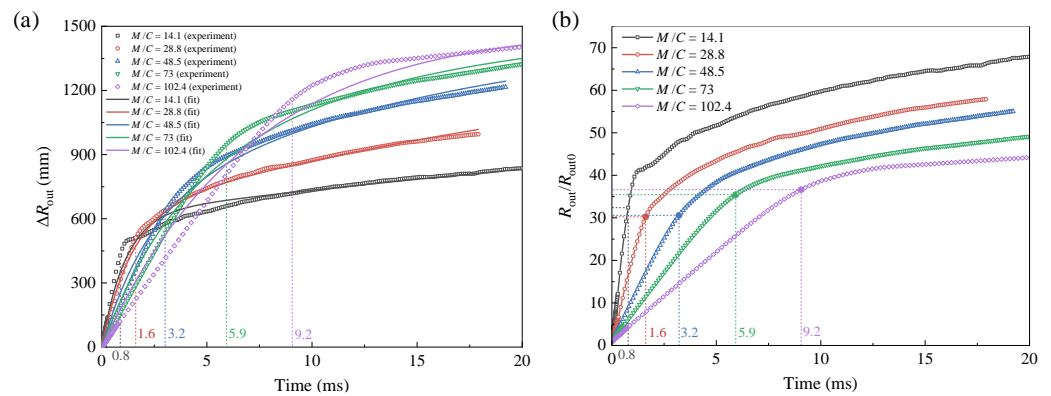 (a)
1500
1200
900
600
300
0
ΔR_out (mm)
M/C = 14.1 (experiment)
M/C = 28.8 (experiment)
M/C = 48.5 (experiment)
M/C = 73 (experiment)
M/C = 102.4 (experiment)
M/C = 14.1 (fit)
M/C = 28.8 (fit)
M/C = 48.5 (fit)
M/C = 73 (fit)
M/C = 102.4 (fit)
0.8
1.6
3.2
5.9
9.2
0 5 10 15 20
Time (ms)
(b)
70
60
50
40
30
20
10
0
R_out/R_out0
M/C = 14.1
M/C = 28.8
M/C = 48.5
M/C = 73
M/C = 102.4
0.8
1.6
3.2
5.9
9.2
0 5 10 15 20
Time (ms)